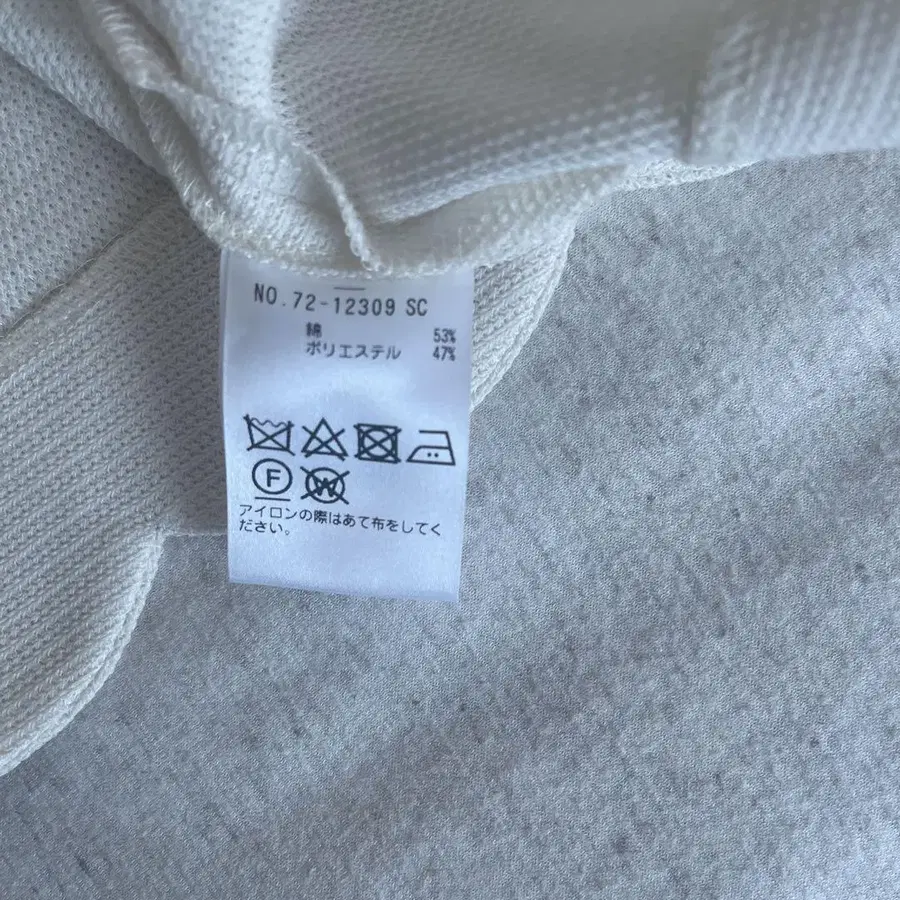 NO.72-12309 SC
綿 53%
ポリエステル 47%
F W
アイロンの際はあて布をしてく
ださい。